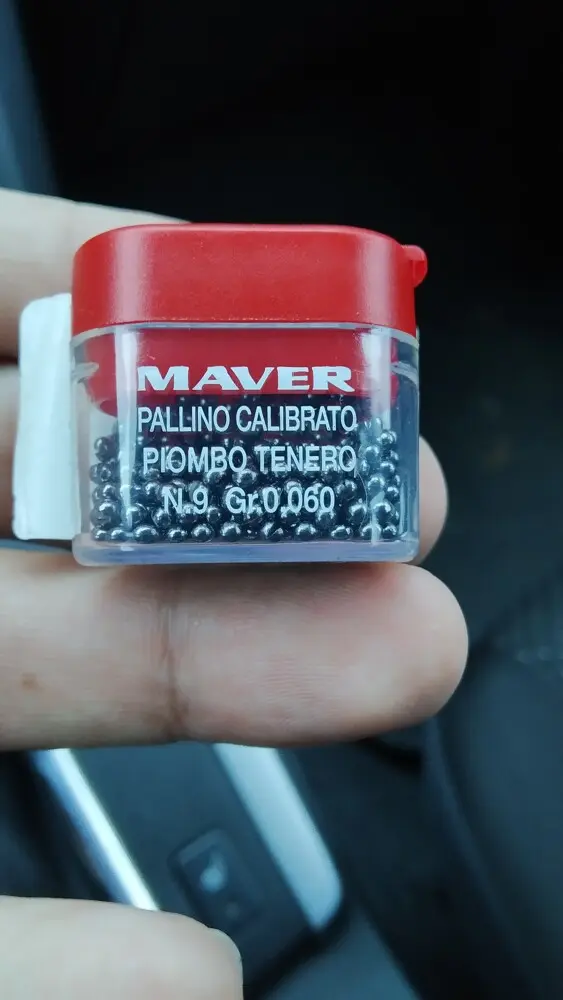 MAVER
PALLINO CALIBRATO
PIOMBO TENERO
N.9 Gr.0,060